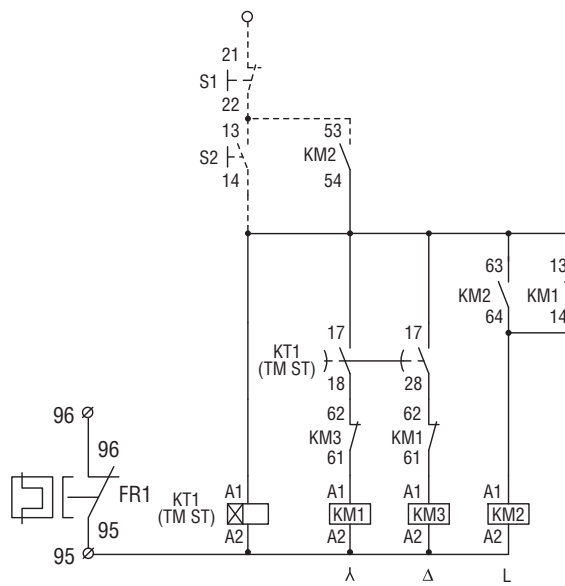 21
S1
22
13 53
S2 KM2
14 54
63 13
KM2 KM1
64 14
17 17
KT1
(TM ST)
18 28
62 62
KM3 KM1
61 61
96
96
FR1
95
95
KT1
(TM ST)
A1 A1 A1 A1
KM1 KM3 KM2
A2 A2 A2 A2
Δ L